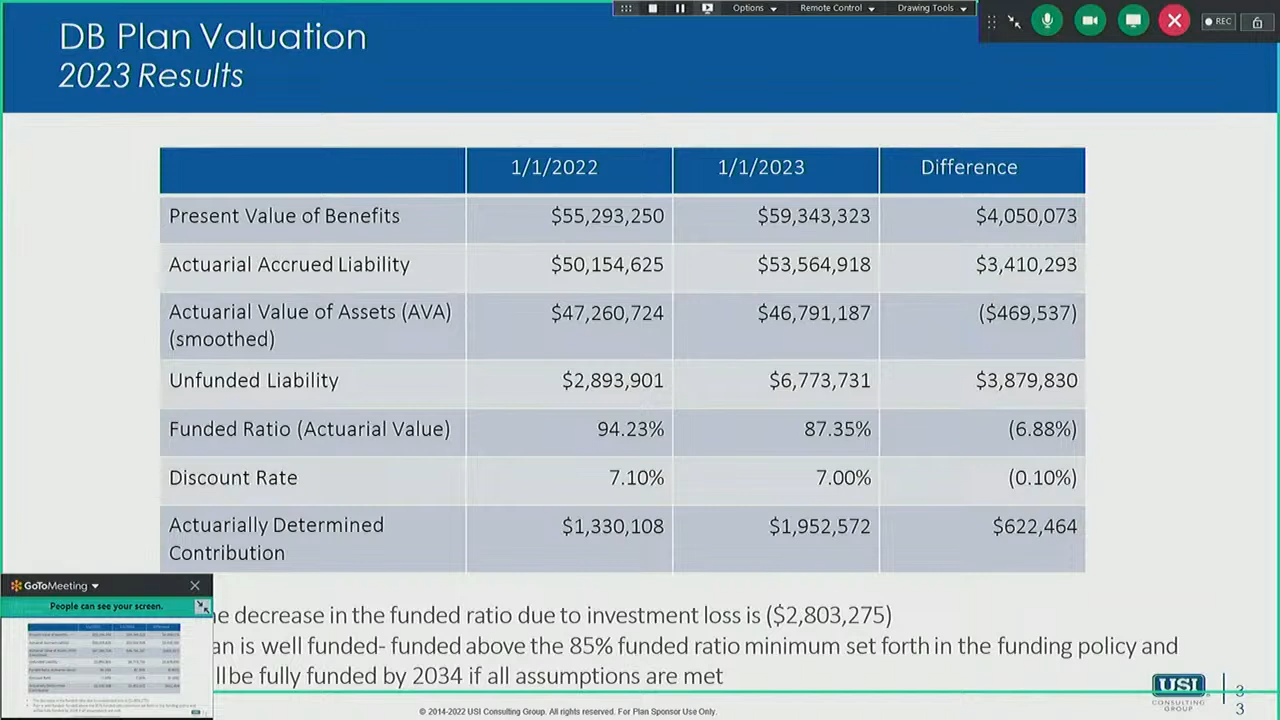 Options
Remote Control
Drawing Tools
REC
DB Plan Valuation
2023 Results
1/1/2022 1/1/2023 Difference
Present Value of Benefits $55,293,250 $59,343,323 $4,050,073
Actuarial Accrued Liability $50,154,625 $53,564,918 $3,410,293
Actuarial Value of Assets (AVA) $47,260,724 $46,791,187 ($469,537)
(smoothed)
Unfunded Liability $2,893,901 $6,773,731 $3,879,830
Funded Ratio (Actuarial Value) 94.23% 87.35% (6.88%)
Discount Rate 7.10% 7.00% (0.10%)
Actuarially Determined $1,330,108 $1,952,572 $622,464
Contribution
GoToMeeting
People can see your screen.
decrease in the funded ratio due to investment loss is ($2,803,275)
is well funded- funded above the 85% funded ratio minimum set forth in the funding policy and
be fully funded by 2034 if all assumptions are met
© 2014-2022 USI Consulting Group. All rights reserved. For Plan Sponsor Use Only.
USI
CONSULTING
GROUP
3
3